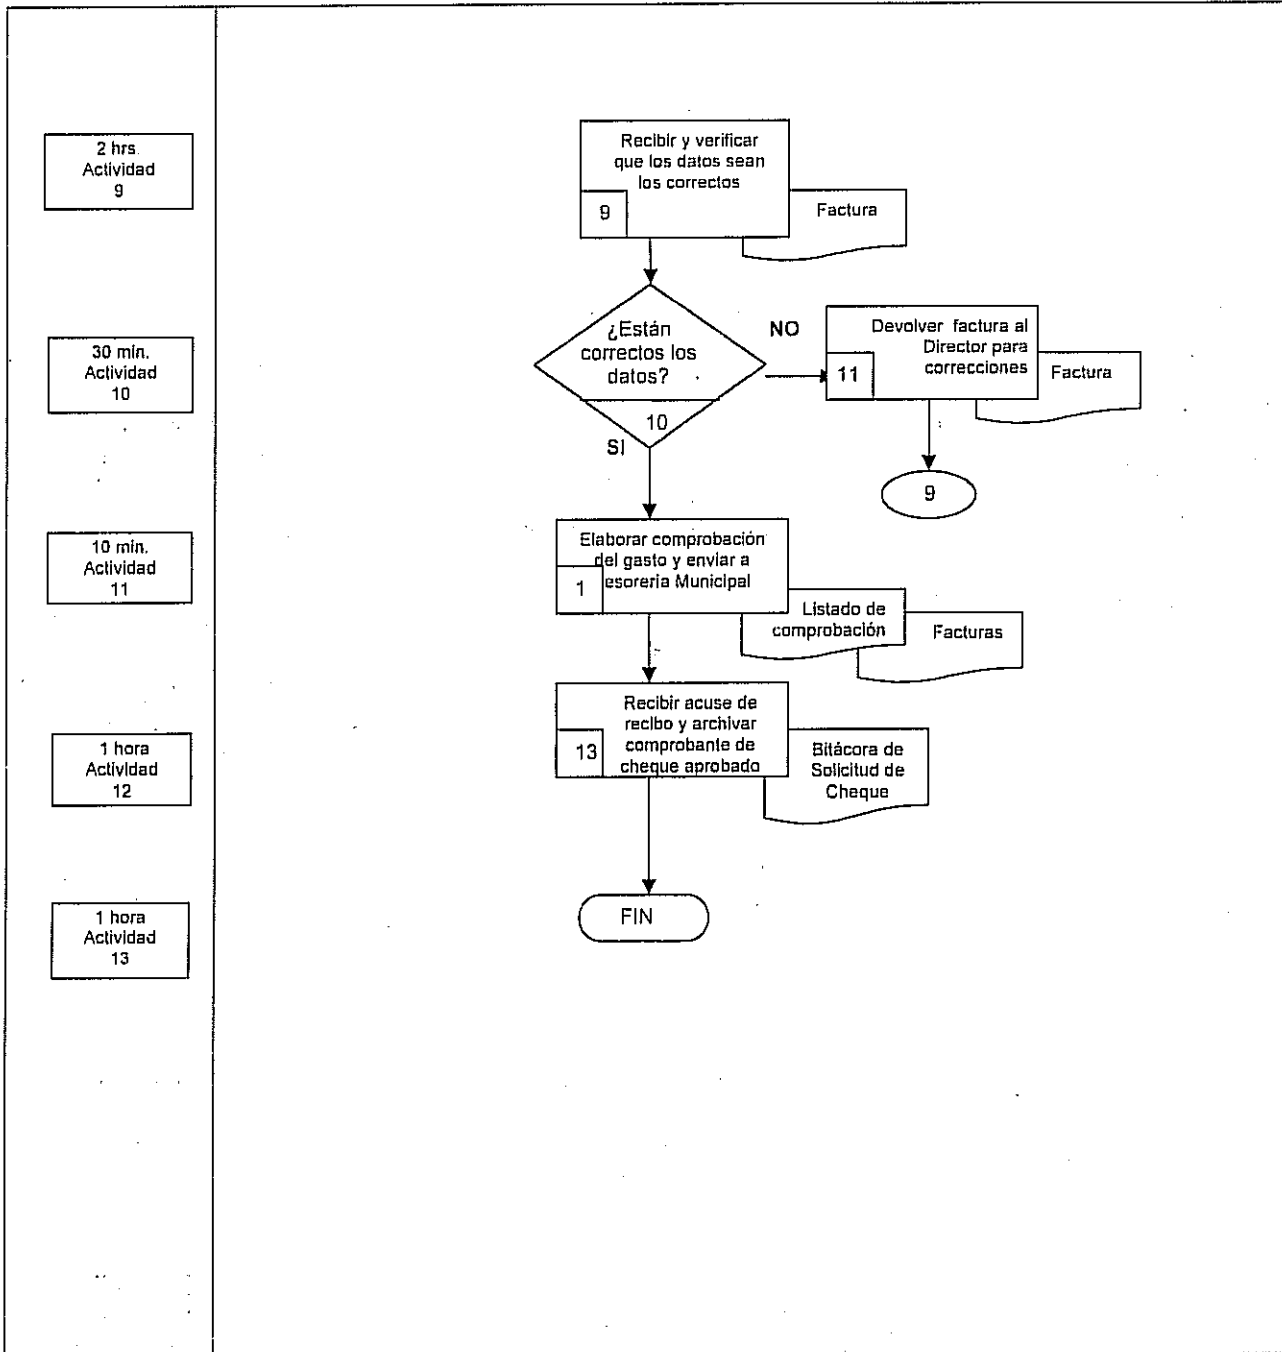 2 hrs.
Actividad
9
30 min.
Actividad
10
10 min.
Actividad
11
1 hora
Actividad
12
1 hora
Actividad
13
Recibir y verificar
que los datos sean
los correctos
9
Factura
¿Están
correctos los
datos?
10
NO
SI
Devolver factura al
Director para
correcciones
11
Factura
9
Elaborar comprobación
del gasto y enviar a
esoreria Municipal
1
Listado de
comprobación
Facturas
Recibir acuse de
recibo y archivar
comprobante de
cheque aprobado
13
Bitácora de
Solicitud de
Cheque
FIN